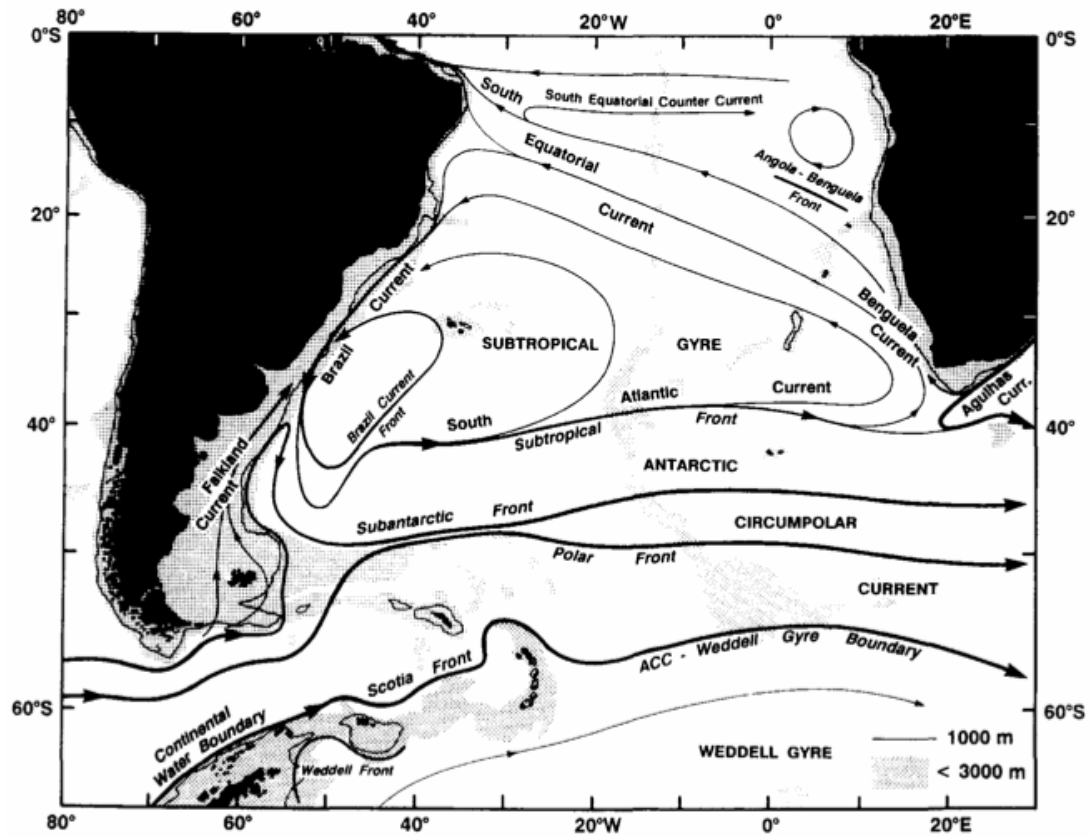 80° 60° 40° 20°W 0° 20°E
0°S 0°S
South
South Equatorial Counter Current
Equatorial
Angola - Benguela
Front
20° 20°
Current
Current
Benguela
Current
Brazil
SUBTROPICAL GYRE
Brazil Current
Front
Current
Atlantic
South
Subtropical Front
Agulhas
Curr.
40° 40°
Falkland
Current
ANTARCTIC
Subantarctic Front
CIRCUMPOLAR
Polar Front
CURRENT
ACC - Weddell Gyre Boundary
Scotia Front
60°S 60°S
Continental
Water Boundary
Weddell Front
WEDDELL GYRE
1000 m
< 3000 m
80° 60° 40° 20° 0° 20°E